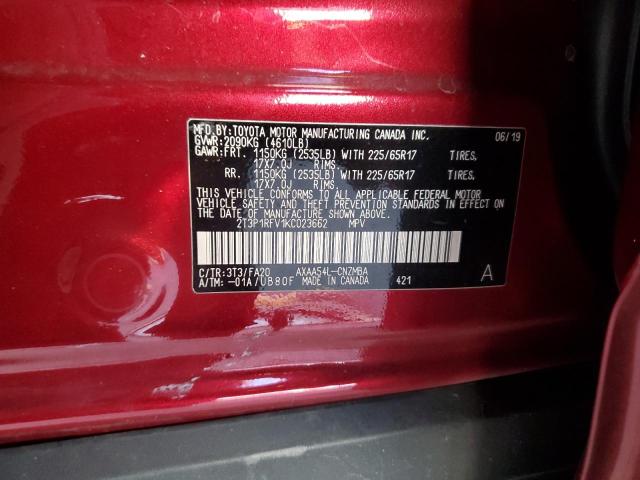 MFD. BY: TOYOTA MOTOR MANUFACTURING CANADA INC. 06/19
GVWR: 2090KG (4610LB)
GAWR: FRT. 1150KG (2535LB) WITH 225/65R17 TIRES,
17X7.0J RIMS.
RR. 1150KG (2535LB) WITH 225/65R17 TIRES,
17X7.0J RIMS.
THIS VEHICLE CONFORMS TO ALL APPLICABLE FEDERAL MOTOR
VEHICLE SAFETY AND BUMPER STANDARDS IN EFFECT ON THE DATE
OF MANUFACTURE SHOWN ABOVE.
2T3P1RFV1KC023662 MPV
C/TR: 3T3/FA20 AXAA54L-CNZMBA
A/TM: -01A/UB80F MADE IN CANADA 421 A